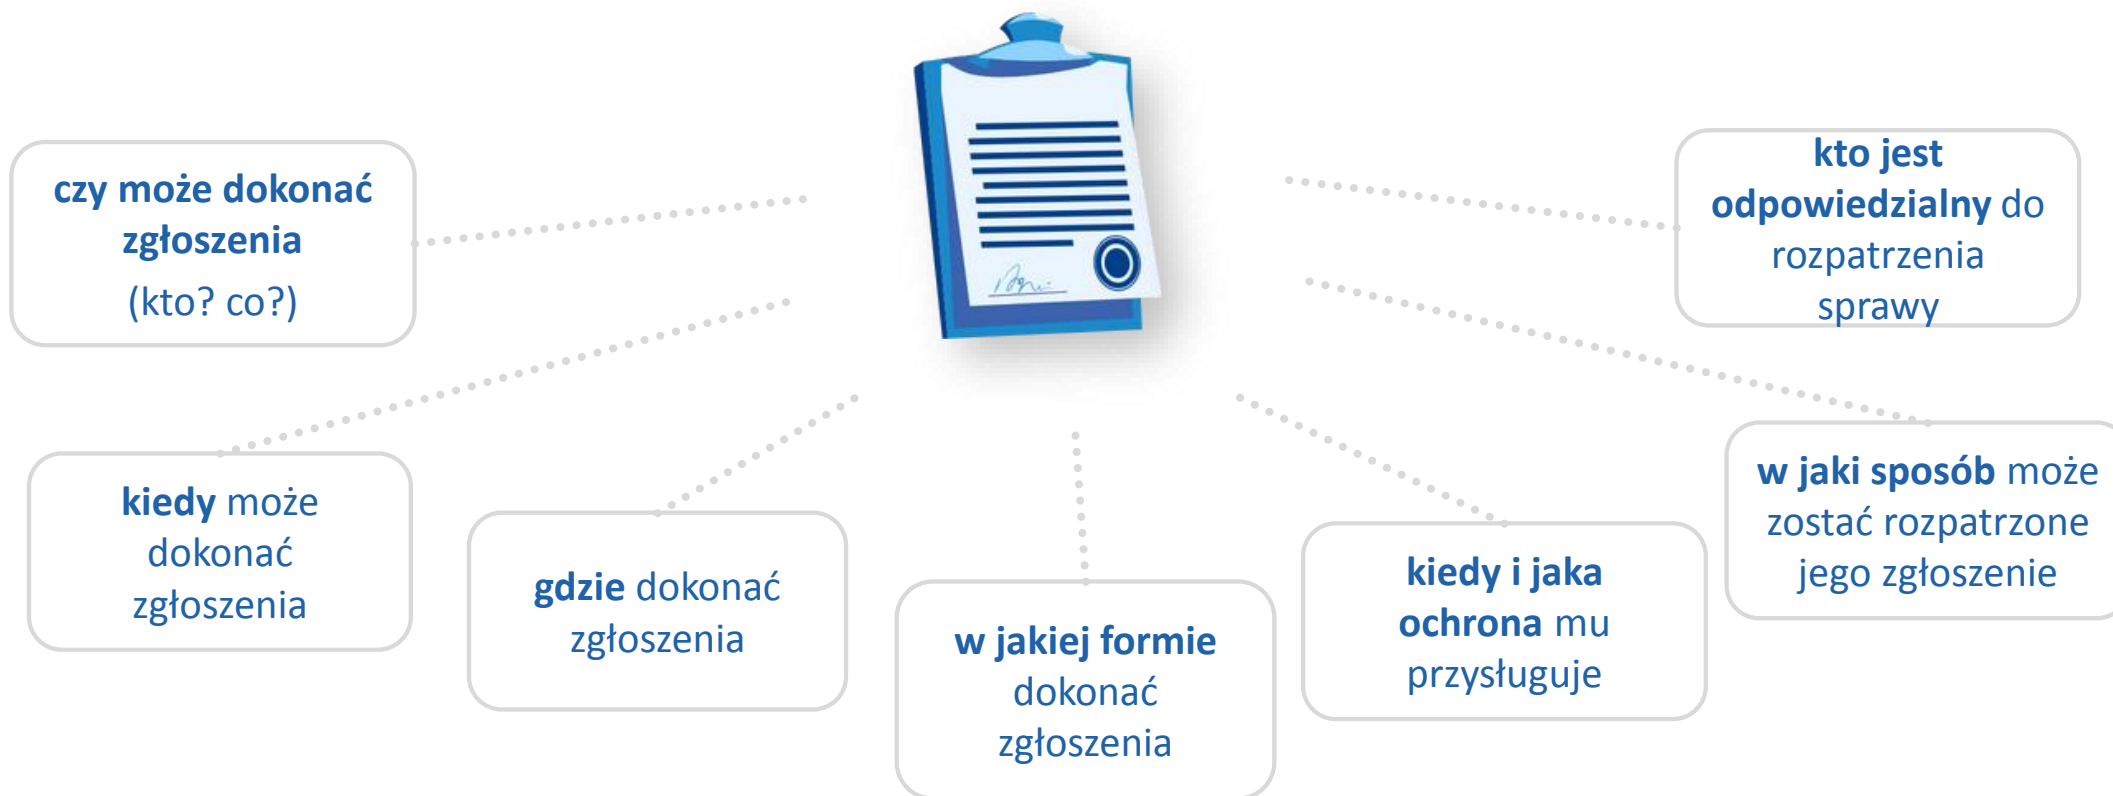 czy może dokonać
zgłoszenia
(kto? co?)
kiedy może
dokonać
zgłoszenia
gdzie dokonać
zgłoszenia
w jakiej formie
dokonać
zgłoszenia
kiedy i jaka
ochrona mu
przysługuje
w jaki sposób może
zostać rozpatrzone
jego zgłoszenie
kto jest
odpowiedzialny do
rozpatrzenia
sprawy